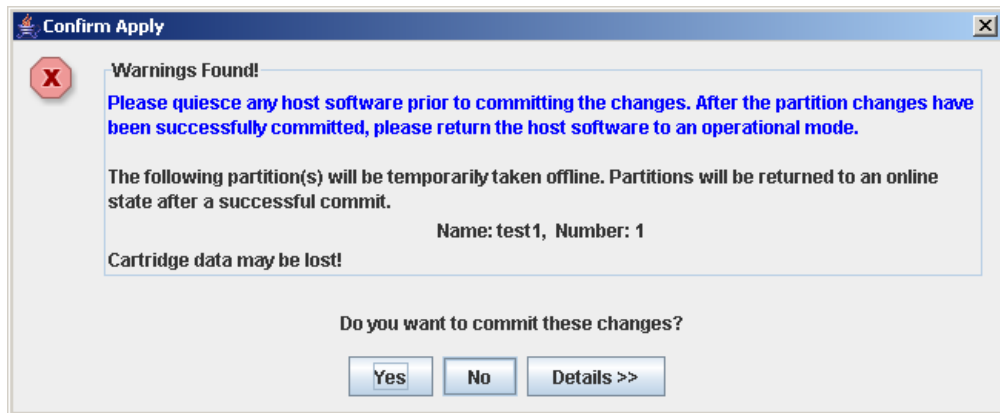 Confirm Apply
Warnings Found!
Please quiesce any host software prior to committing the changes. After the partition changes have
been successfully committed, please return the host software to an operational mode.
The following partition(s) will be temporarily taken offline. Partitions will be returned to an online
state after a successful commit.
Name: test1, Number: 1
Cartridge data may be lost!
Do you want to commit these changes?
Yes No Details >>